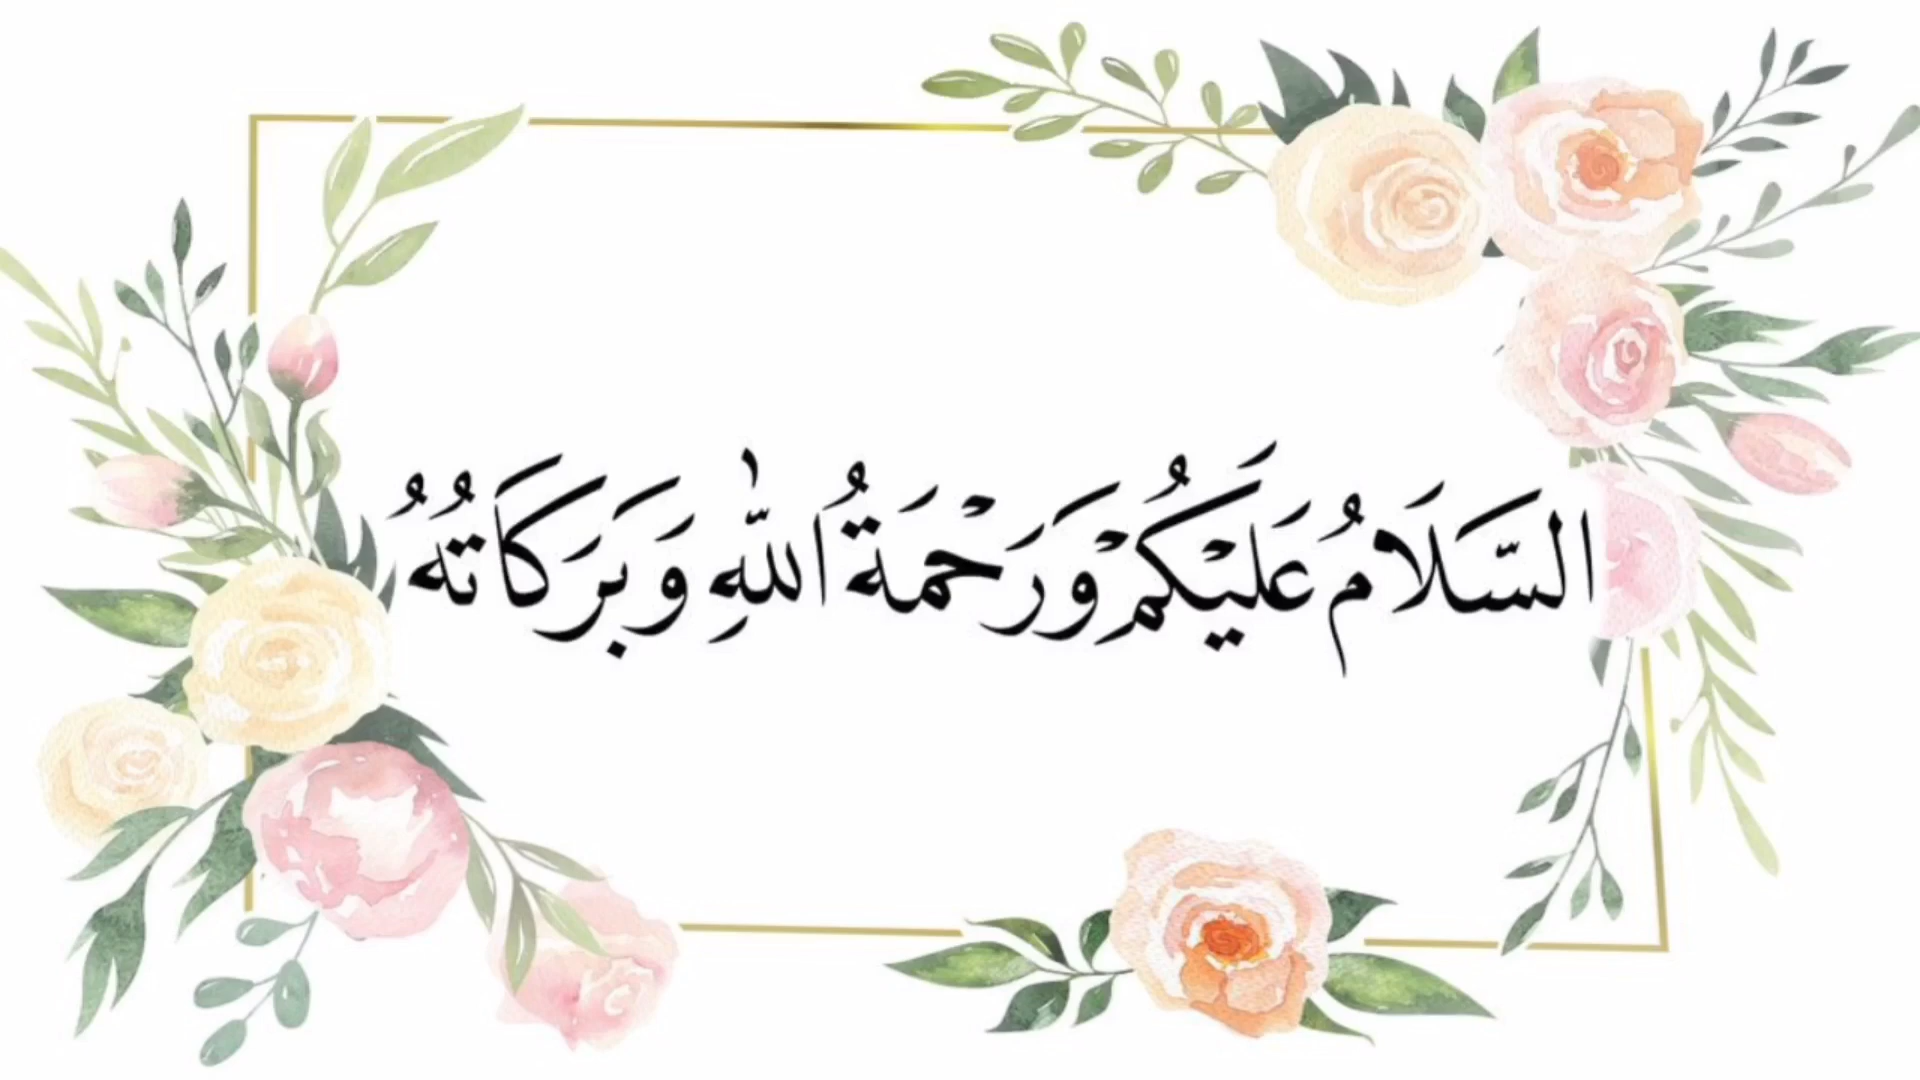 السَّلَامُ عَلَيْكُمْ وَرَحْمَةُ اللّٰهِ وَبَرَكَاتُهُ